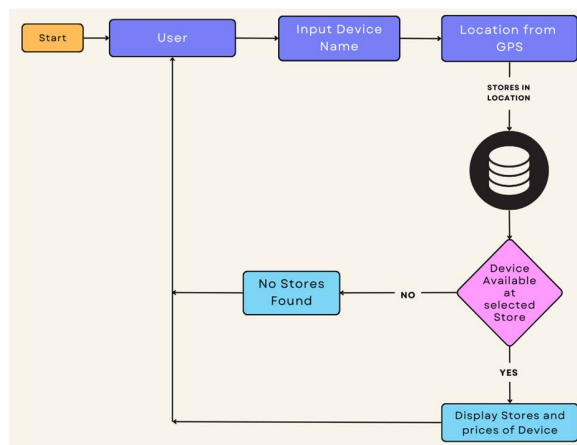 Start
User
Input Device
Name
Location from
GPS
STORES IN
LOCATION
Device
Available
at
selected
Store
NO
No Stores
Found
YES
Display Stores and
prices of Device